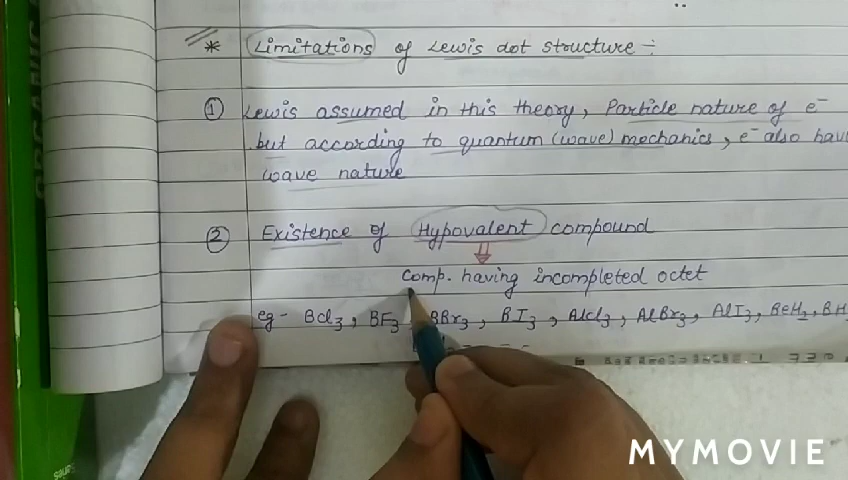 * Limitations of Lewis dot structure :-
① Lewis assumed in this theory, Particle nature of e⁻
but according to quantum (wave) mechanics, e⁻ also hav
wave nature
② Existence of Hypovalent compound
Comp. having incompleted octet
eg - BCl₃, BF₃, BBr₃, BI₃, AlCl₃, AlBr₃, AlI₃, BeH₂, BH
MYMOVIE